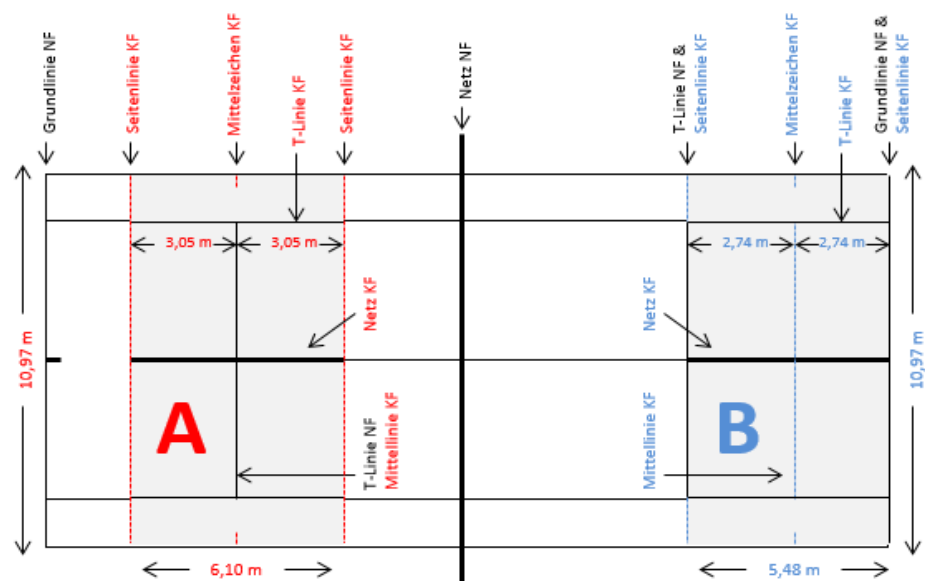 Grundlinie NF
Seitenlinie KF
Mittelzeichen KF
T-Linie KF
Seitenlinie KF
Netz NF
T-Linie NF &
Seitenlinie KF
Mittelzeichen KF
T-Linie KF
Grundlinie NF &
Seitenlinie KF
3,05 m
3,05 m
2,74 m
2,74 m
Netz KF
Netz KF
10,97 m
10,97 m
A
B
T-Linie NF
Mittellinie KF
Mittellinie KF
6,10 m
5,48 m